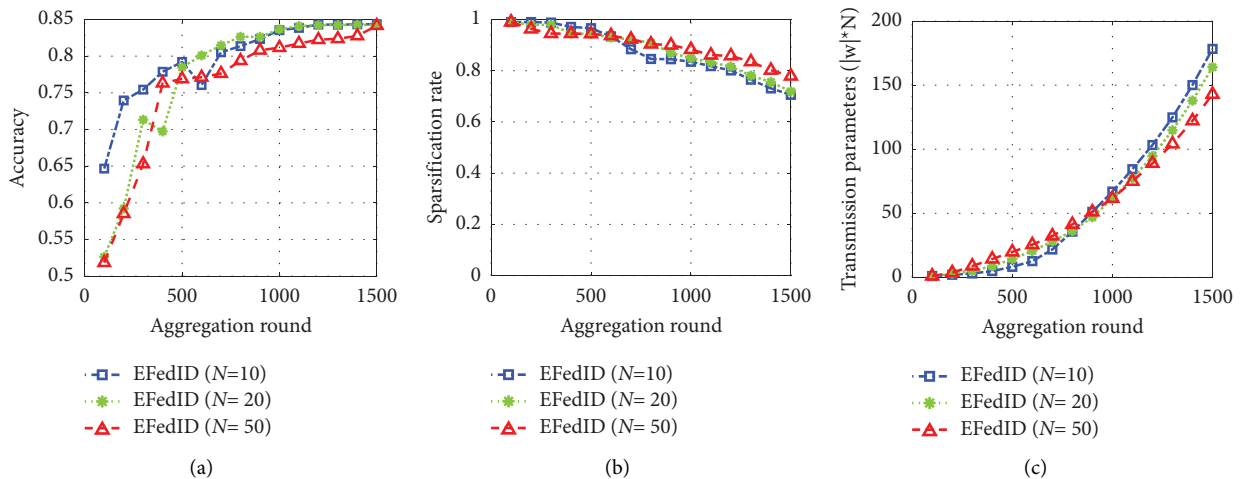 Accuracy
0.85
0.8
0.75
0.7
0.65
0.6
0.55
0.5
0
500
1000
1500
Aggregation round
EFedID (N=10)
EFedID (N= 20)
EFedID (N= 50)
(a)
Sparsification rate
1
0.8
0.6
0.4
0.2
0
0
500
1000
1500
Aggregation round
EFedID (N=10)
EFedID (N= 20)
EFedID (N= 50)
(b)
Transmission parameters (|w|*N)
200
150
100
50
0
0
500
1000
1500
Aggregation round
EFedID (N=10)
EFedID (N= 20)
EFedID (N= 50)
(c)